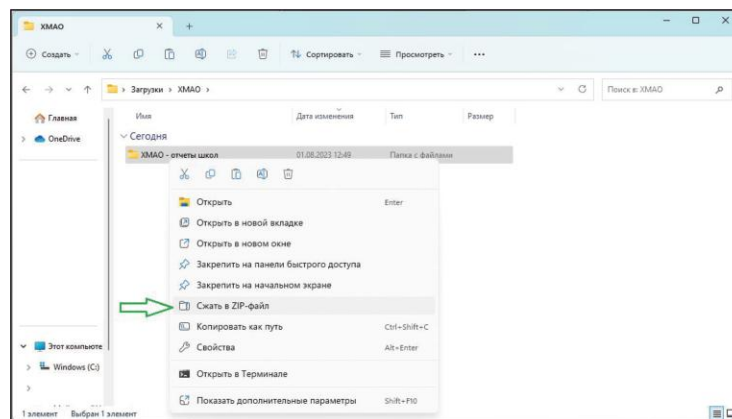 ХМАО
Создать
Сортировать
Просмотреть
Загрузки › ХМАО ›
Поиск в: ХМАО
Главная
OneDrive
Имя Дата изменения Тип Размер
Сегодня
ХМАО - отчеты школ 01.08.2023 12:49 Папка с файлами
Открыть Enter
Открыть в новой вкладке
Открыть в новом окне
Закрепить на панели быстрого доступа
Закрепить на начальном экране
Сжать в ZIP-файл
Копировать как путь Ctrl+Shift+C
Свойства Alt+Enter
Открыть в Терминале
Показать дополнительные параметры Shift+F10
Этот компьюте
Windows (C:)
1 элемент Выбран 1 элемент